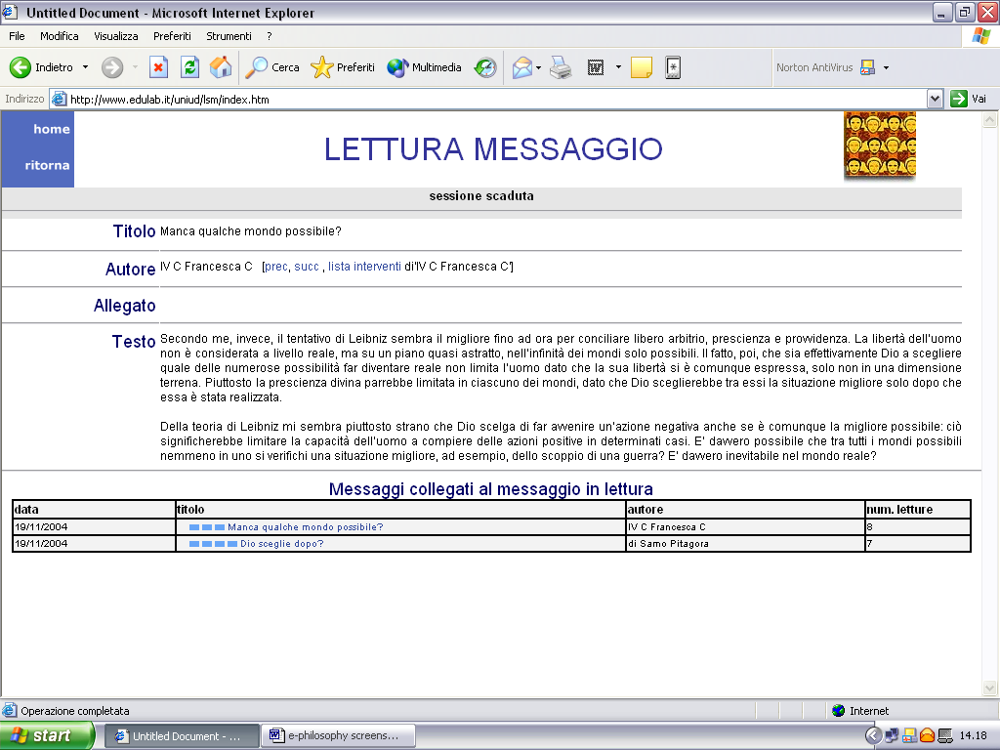 Untitled Document - Microsoft Internet Explorer
File Modifica Visualizza Preferiti Strumenti ?
Indietro Cerca Preferiti Multimedia Norton AntiVirus
Indirizzo http://www.edulab.it/uniud/lsm/index.htm Vai
home
ritorna
LETTURA MESSAGGIO
sessione scaduta
Titolo Manca qualche mondo possibile?
Autore IV C Francesca C [prec, succ , lista interventi di'IV C Francesca C']
Allegato
Testo Secondo me, invece, il tentativo di Leibniz sembra il migliore fino ad ora per conciliare libero arbitrio, prescienza e provvidenza. La libertà dell'uomo
non è considerata a livello reale, ma su un piano quasi astratto, nell'infinità dei mondi solo possibili. Il fatto, poi, che sia effettivamente Dio a scegliere
quale delle numerose possibilità far diventare reale non limita l'uomo dato che la sua libertà si è comunque espressa, solo non in una dimensione
terrena. Piuttosto la prescienza divina parrebbe limitata in ciascuno dei mondi, dato che Dio sceglierebbe tra essi la situazione migliore solo dopo che
essa è stata realizzata.
Della teoria di Leibniz mi sembra piuttosto strano che Dio scelga di far avvenire un'azione negativa anche se è comunque la migliore possibile: ciò
significherebbe limitare la capacità dell'uomo a compiere delle azioni positive in determinati casi. E' davvero possibile che tra tutti i mondi possibili
nemmeno in uno si verifichi una situazione migliore, ad esempio, dello scoppio di una guerra? E' davvero inevitabile nel mondo reale?
Messaggi collegati al messaggio in lettura
data titolo autore num. letture
19/11/2004 Manca qualche mondo possibile? IV C Francesca C 8
19/11/2004 Dio sceglie dopo? di Samo Pitagora 7
Operazione completata Internet
start Untitled Document - ... e-philosophy screens... 14.18